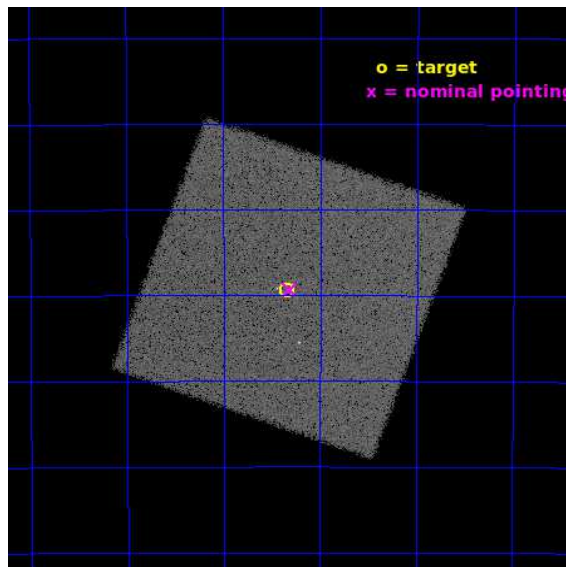 o = target
x = nominal pointing